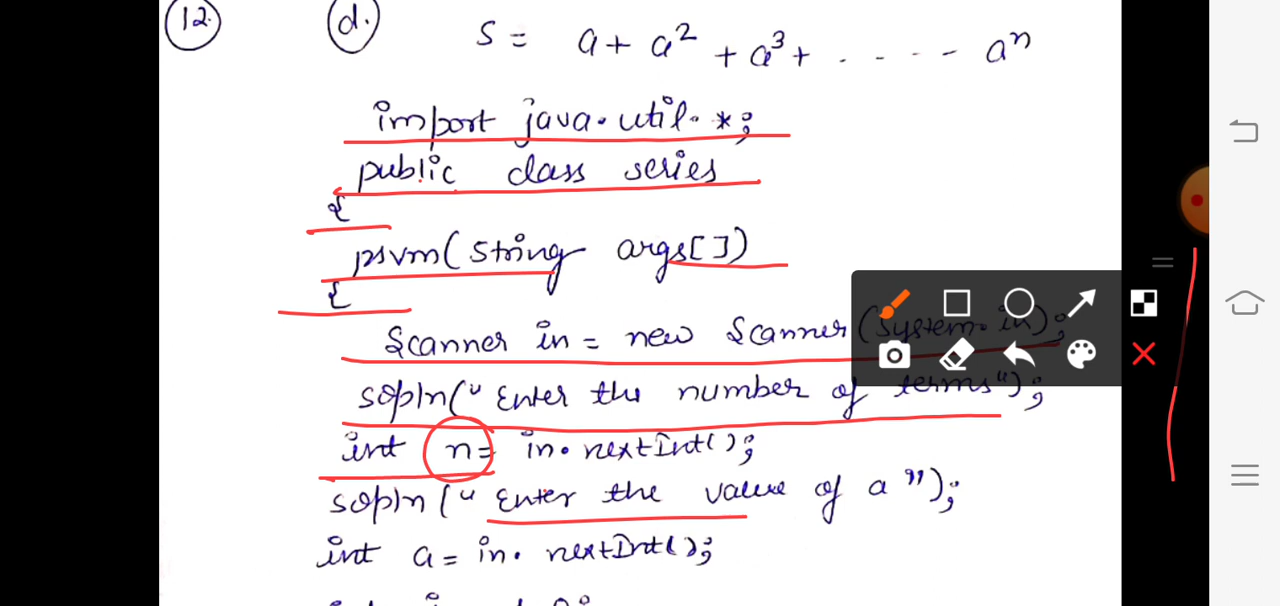 12. d. S = a + a² + a³ + . . . . - aⁿ
import java.util.*;
public class series
{
psvm(String args[])
{
Scanner in = new Scanner(System.in);
sopln("Enter the number of terms");
int n = in.nextInt();
sopln("Enter the value of a");
int a = in.nextInt();